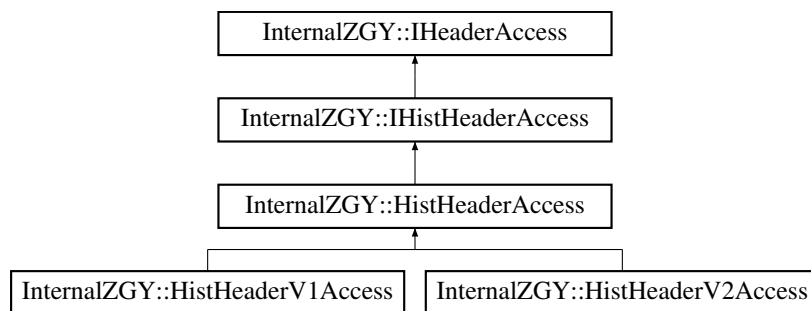 InternalZGY::IHeaderAccess
InternalZGY::IHistHeaderAccess
InternalZGY::HistHeaderAccess
InternalZGY::HistHeaderV1Access
InternalZGY::HistHeaderV2Access